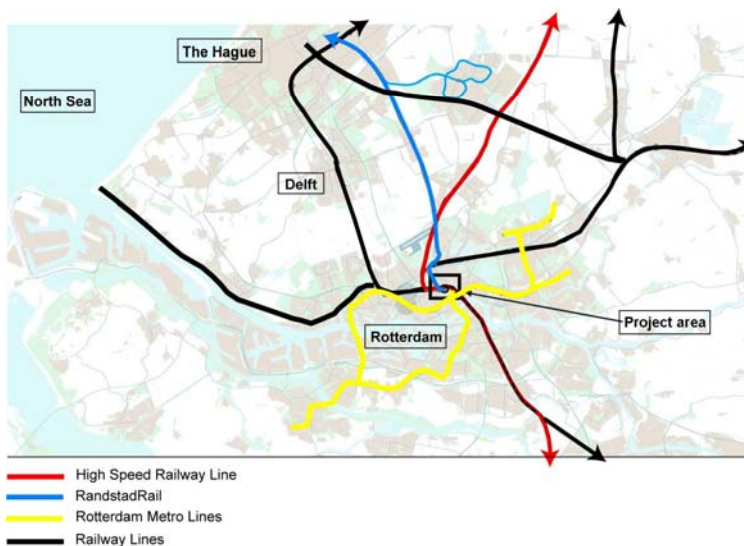 The Hague
North Sea
Delft
Project area
Rotterdam
High Speed Railway Line
RandstadRail
Rotterdam Metro Lines
Railway Lines